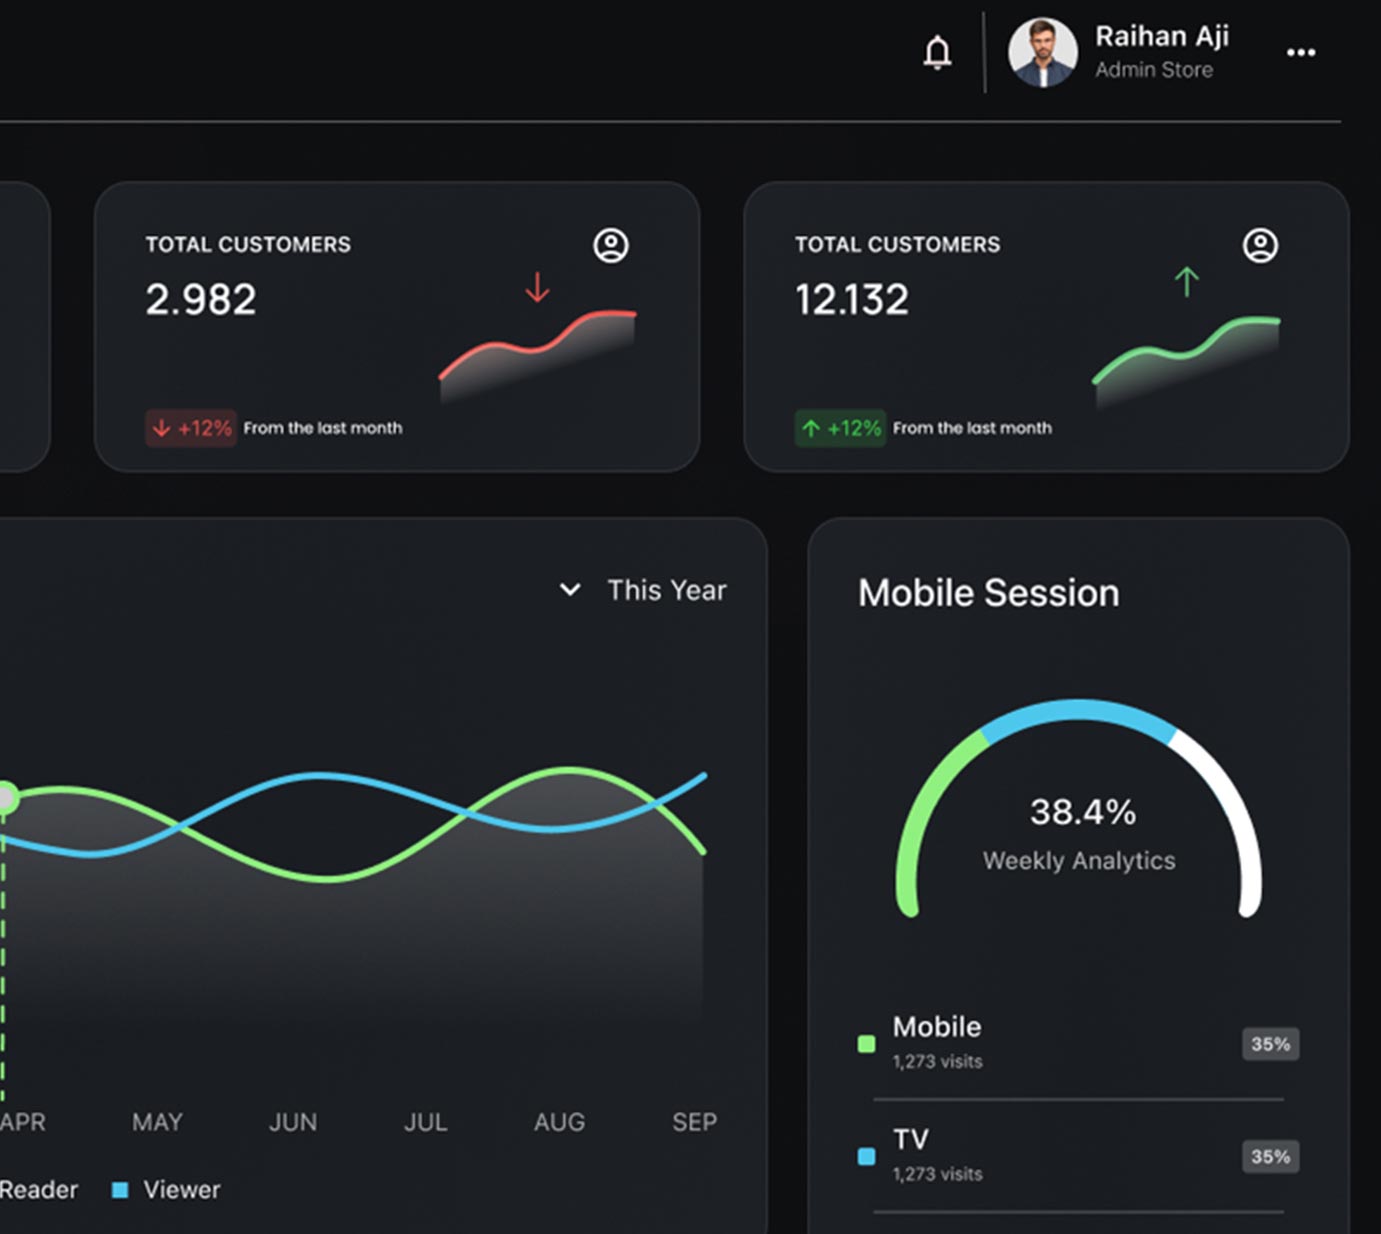 Raihan Aji
Admin Store
TOTAL CUSTOMERS
2.982
+12% From the last month
TOTAL CUSTOMERS
12.132
+12% From the last month
This Year
APR MAY JUN JUL AUG SEP
Reader Viewer
Mobile Session
38.4%
Weekly Analytics
Mobile
1,273 visits
35%
TV
1,273 visits
35%